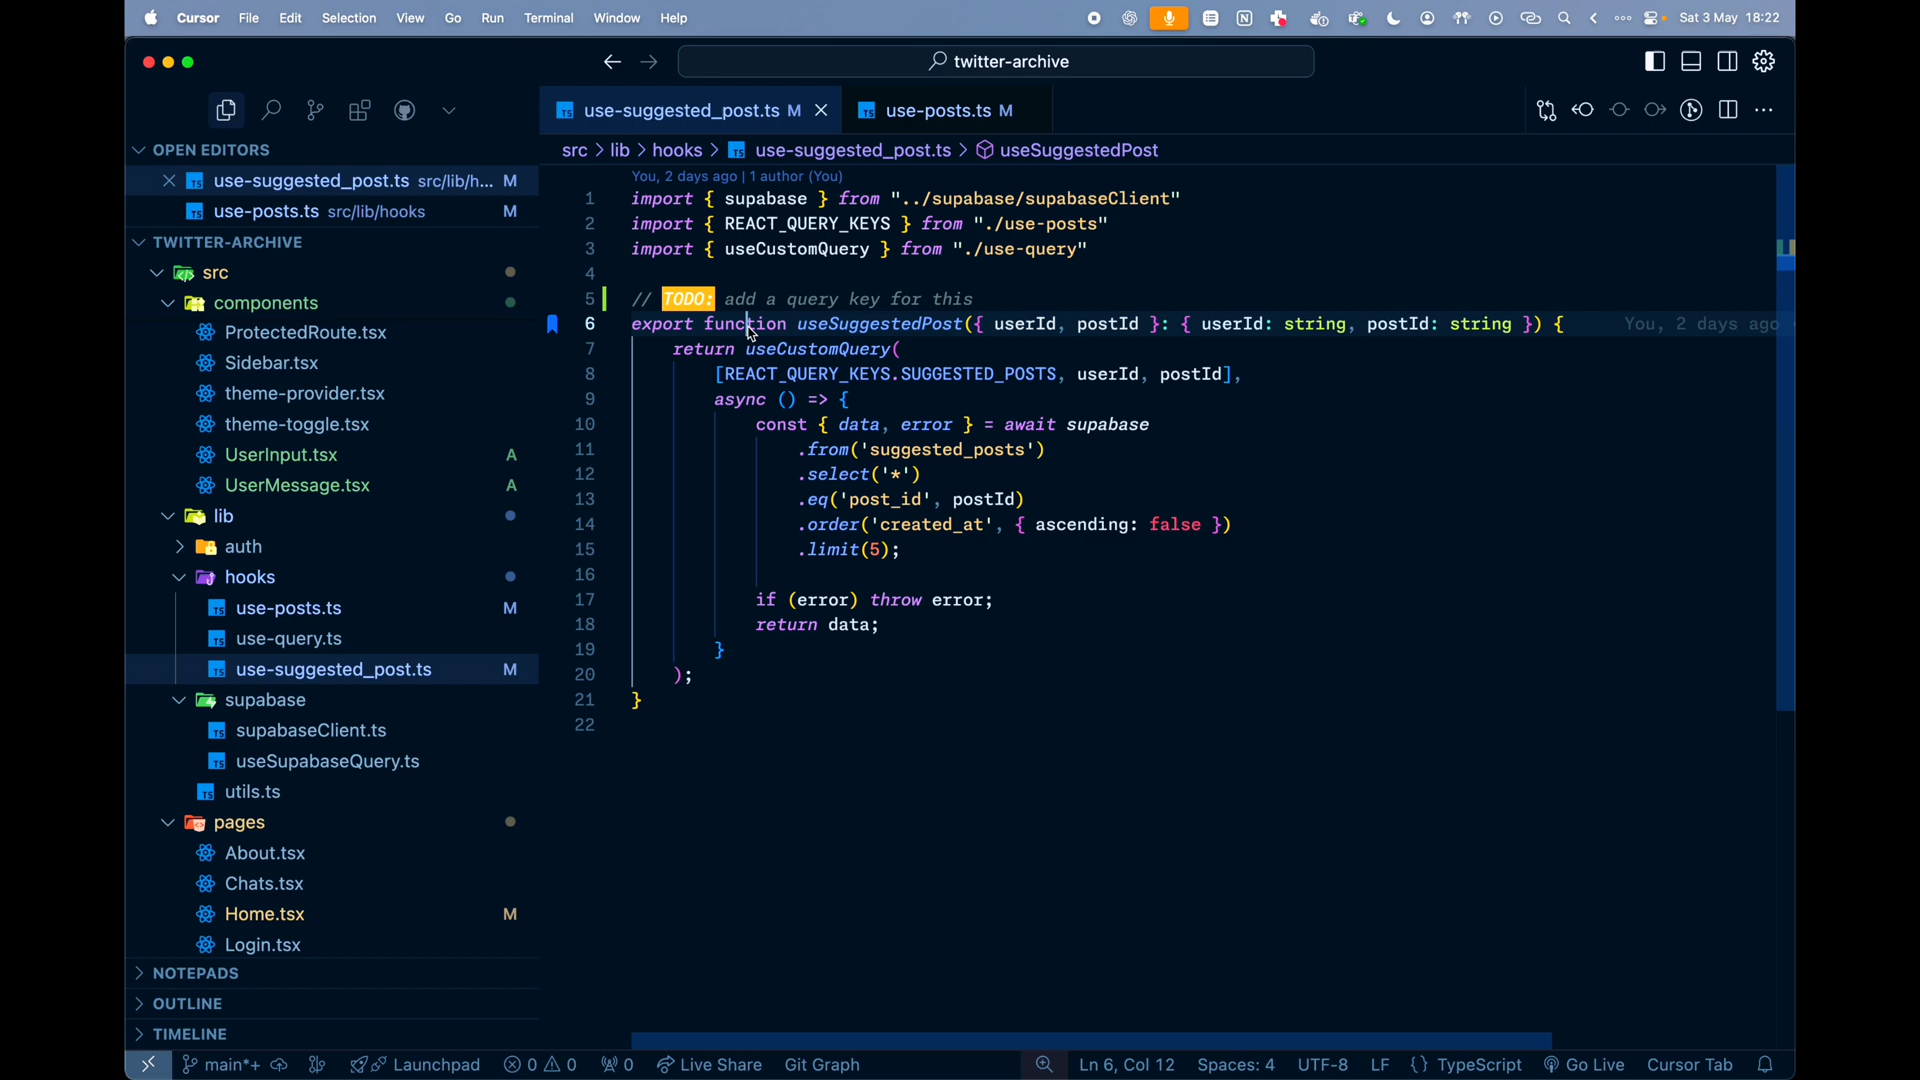 Cursor File Edit Selection View Go Run Terminal Window Help Sat 3 May 18:22
twitter-archive
use-suggested_post.ts M use-posts.ts M
OPEN EDITORS
use-suggested_post.ts src/lib/h... M
use-posts.ts src/lib/hooks M
TWITTER-ARCHIVE
src
components
ProtectedRoute.tsx
Sidebar.tsx
theme-provider.tsx
theme-toggle.tsx
UserInput.tsx A
UserMessage.tsx A
lib
auth
hooks
use-posts.ts M
use-query.ts
use-suggested_post.ts M
supabase
supabaseClient.ts
useSupabaseQuery.ts
utils.ts
pages
About.tsx
Chats.tsx
Home.tsx M
Login.tsx
NOTEPADS
OUTLINE
TIMELINE
src > lib > hooks > use-suggested_post.ts > useSuggestedPost
You, 2 days ago | 1 author (You)
1 import { supabase } from "../supabase/supabaseClient"
2 import { REACT_QUERY_KEYS } from "./use-posts"
3 import { useCustomQuery } from "./use-query"
4
5 // TODO: add a query key for this
6 export function useSuggestedPost({ userId, postId }: { userId: string, postId: string }) { You, 2 days ago
7 return useCustomQuery(
8 [REACT_QUERY_KEYS.SUGGESTED_POSTS, userId, postId],
9 async () => {
10 const { data, error } = await supabase
11 .from('suggested_posts')
12 .select('*')
13 .eq('post_id', postId)
14 .order('created_at', { ascending: false })
15 .limit(5);
16
17 if (error) throw error;
18 return data;
19 }
20 );
21 }
22
main*+ Launchpad 0 0 0 Live Share Git Graph Ln 6, Col 12 Spaces: 4 UTF-8 LF {} TypeScript Go Live Cursor Tab